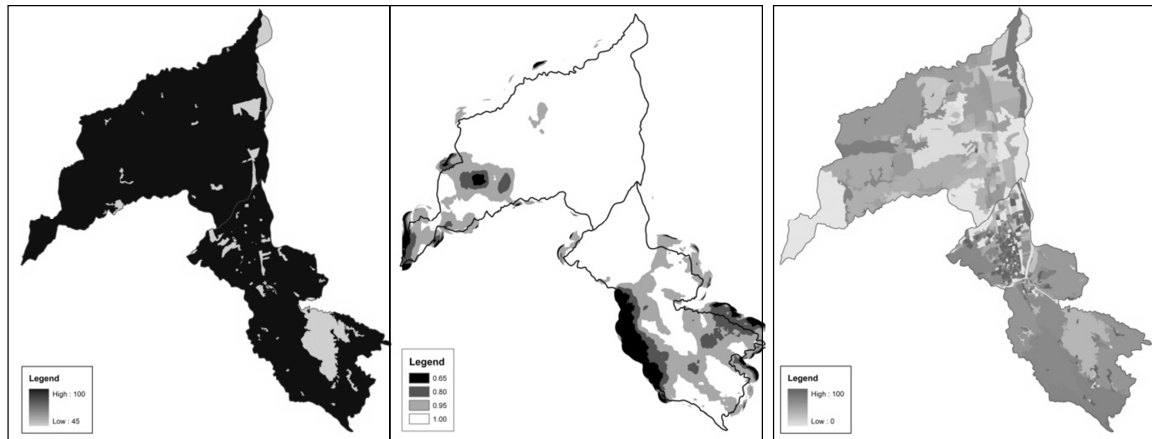 Legend
High : 100
Low : 45
Legend
0.65
0.80
0.95
1.00
Legend
High : 100
Low : 0